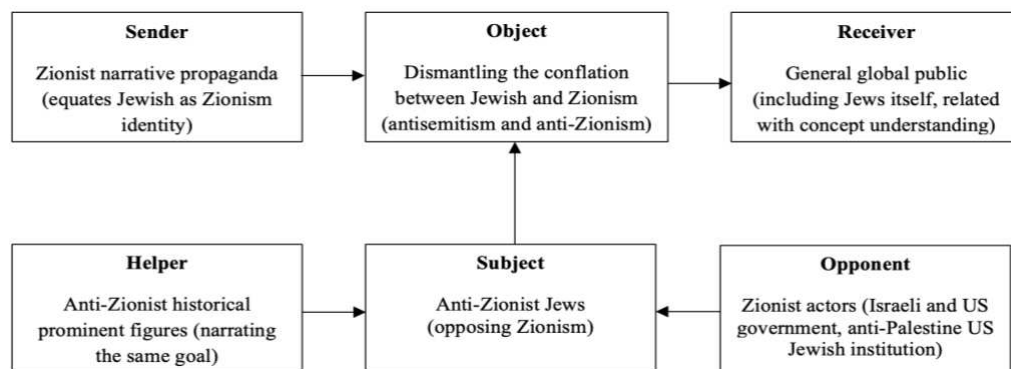 Sender
Zionist narrative propaganda
(equates Jewish as Zionism
identity)
Object
Dismantling the conflation
between Jewish and Zionism
(antisemitism and anti-Zionism)
Receiver
General global public
(including Jews itself, related
with concept understanding)
Helper
Anti-Zionist historical
prominent figures (narrating
the same goal)
Subject
Anti-Zionist Jews
(opposing Zionism)
Opponent
Zionist actors (Israeli and US
government, anti-Palestine US
Jewish institution)